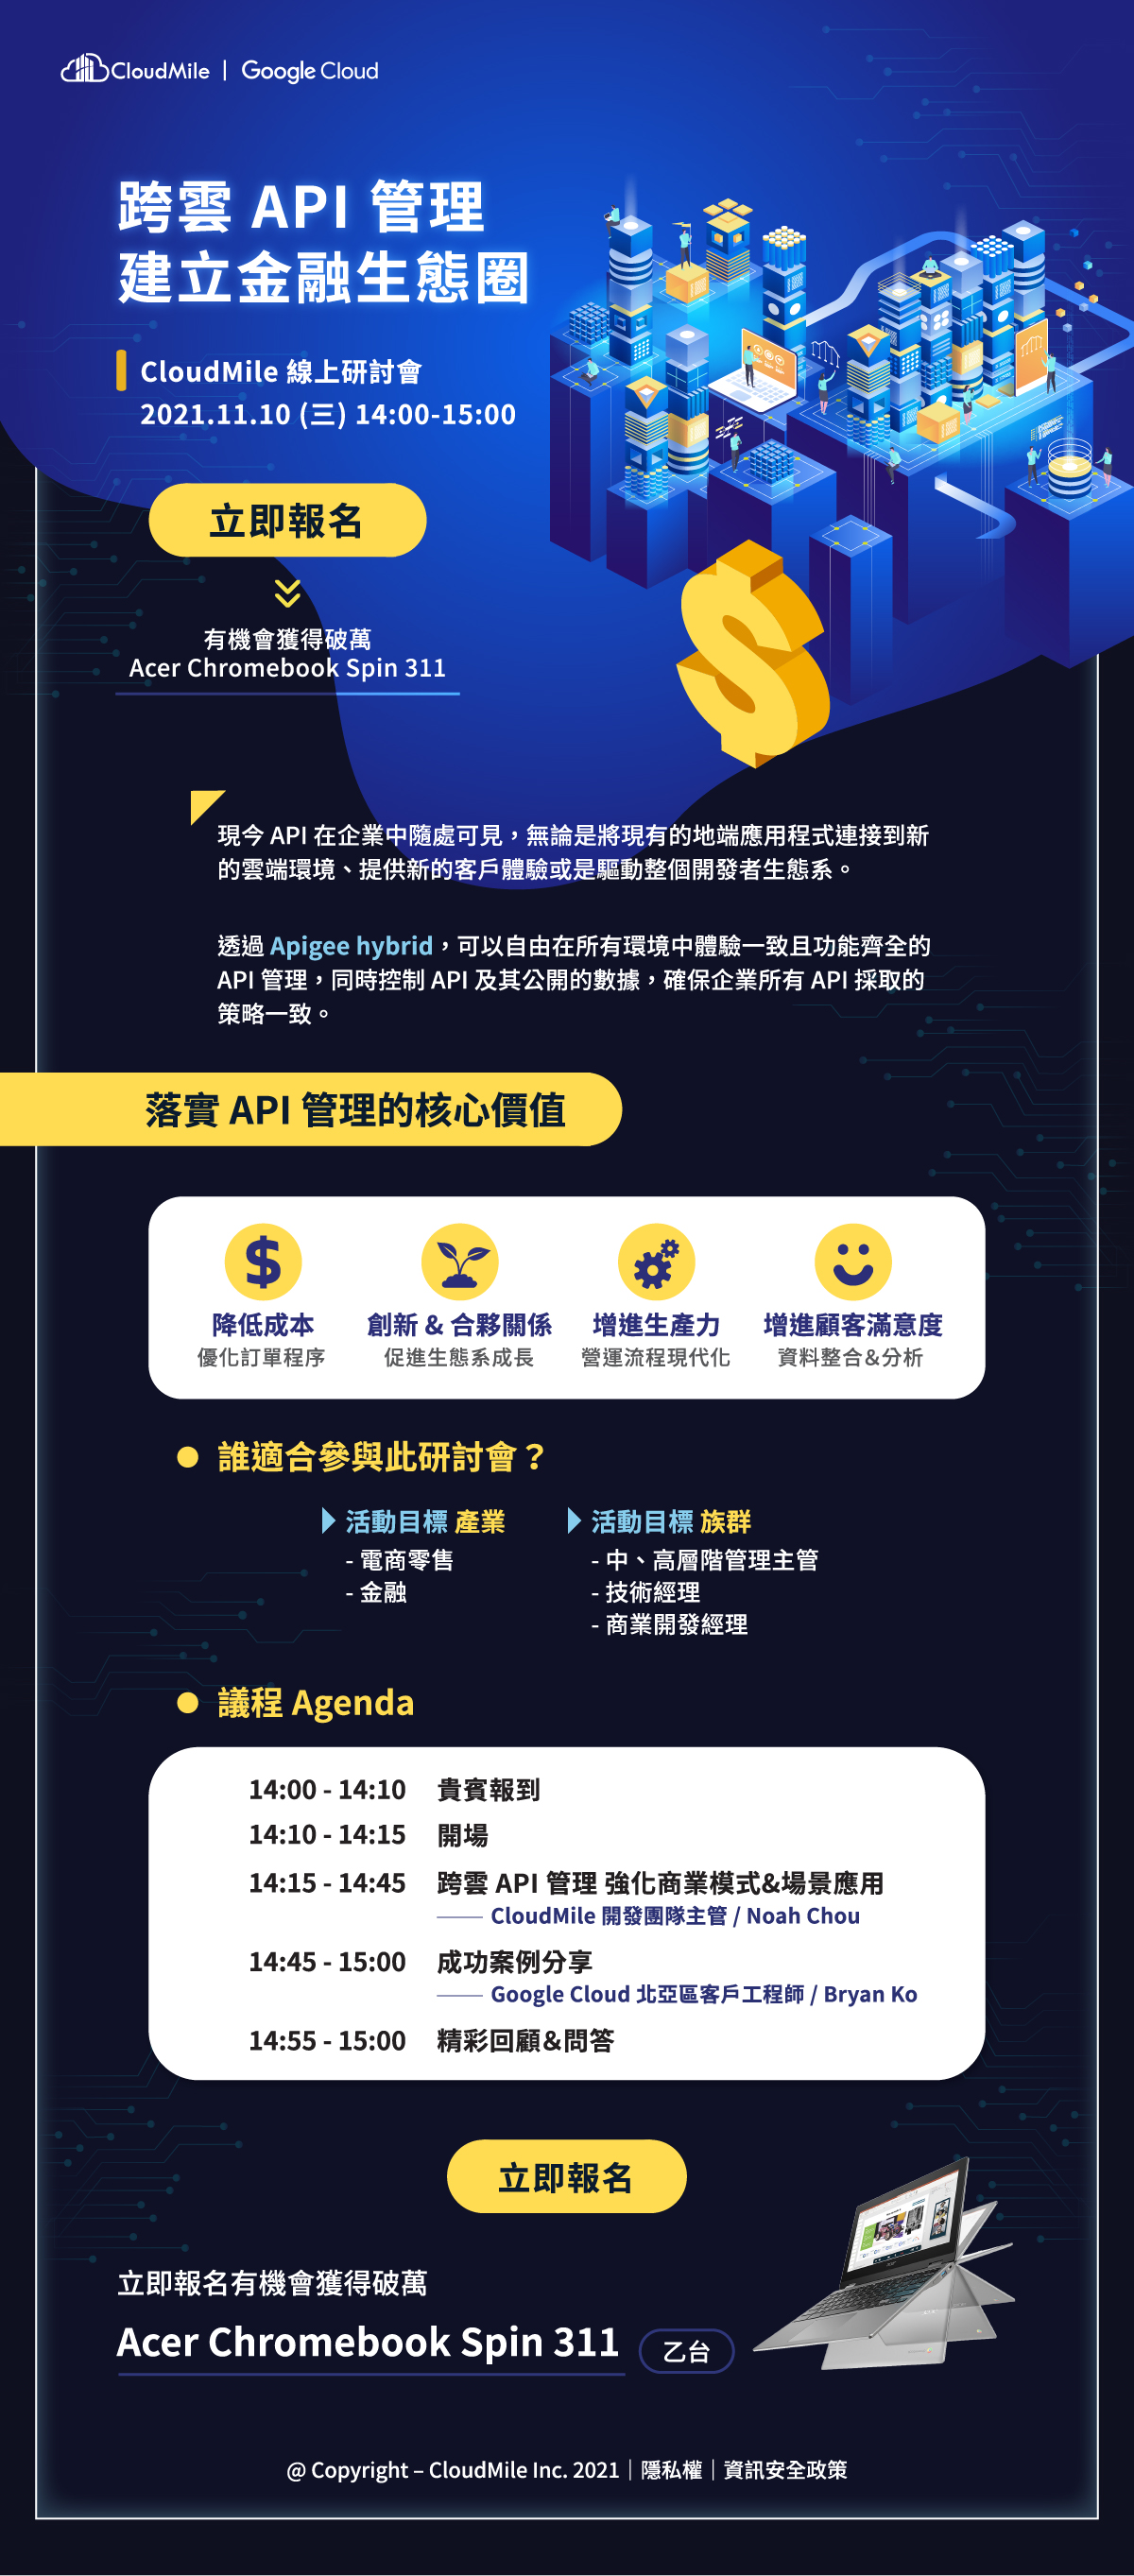 CloudMile | Google Cloud
跨雲 API 管理
建立金融生態圈
CloudMile 線上研討會
2021.11.10 (三) 14:00-15:00
立即報名
有機會獲得破萬
Acer Chromebook Spin 311
現今 API 在企業中隨處可見，無論是將現有的地端應用程式連接到新
的雲端環境、提供新的客戶體驗或是驅動整個開發者生態系。
透過 Apigee hybrid，可以自由在所有環境中體驗一致且功能齊全的
API 管理，同時控制 API 及其公開的數據，確保企業所有 API 採取的
策略一致。
落實 API 管理的核心價值
降低成本
優化訂單程序
創新 & 合夥關係
促進生態系成長
增進生產力
營運流程現代化
增進顧客滿意度
資料整合&分析
誰適合參與此研討會？
活動目標 產業
- 電商零售
- 金融
活動目標 族群
- 中、高層階管理主管
- 技術經理
- 商業開發經理
議程 Agenda
14:00 - 14:10 貴賓報到
14:10 - 14:15 開場
14:15 - 14:45 跨雲 API 管理 強化商業模式&場景應用
—— CloudMile 開發團隊主管 / Noah Chou
14:45 - 15:00 成功案例分享
—— Google Cloud 北亞區客戶工程師 / Bryan Ko
14:55 - 15:00 精彩回顧&問答
立即報名
立即報名有機會獲得破萬
Acer Chromebook Spin 311 乙台
@ Copyright – CloudMile Inc. 2021｜隱私權｜資訊安全政策